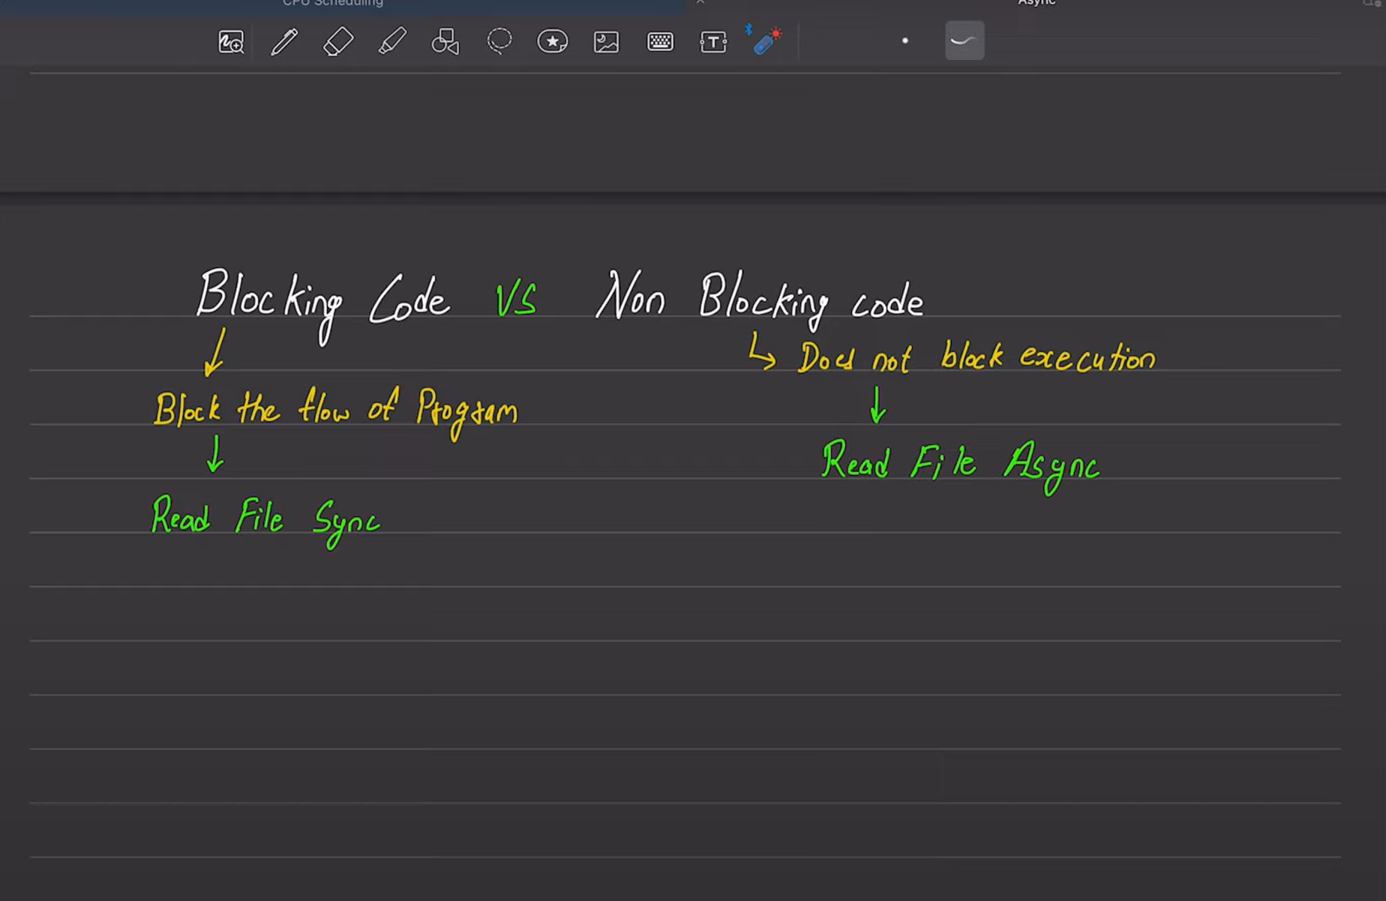 CPU Scheduling
Async
T
Blocking Code VS Non Blocking code
Does not block execution
Block the flow of Program
Read File Async
Read File Sync